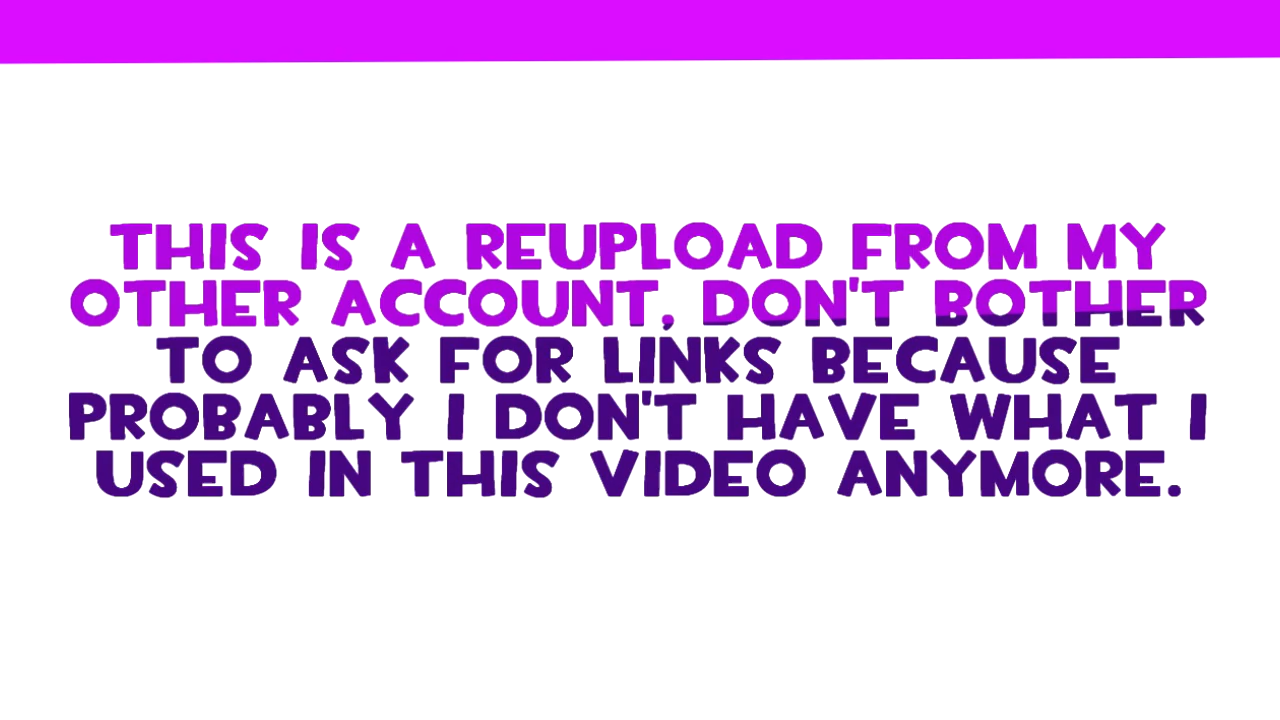 THIS IS A REUPLOAD FROM MY
OTHER ACCOUNT, DON'T BOTHER
TO ASK FOR LINKS BECAUSE
PROBABLY I DON'T HAVE WHAT I
USED IN THIS VIDEO ANYMORE.